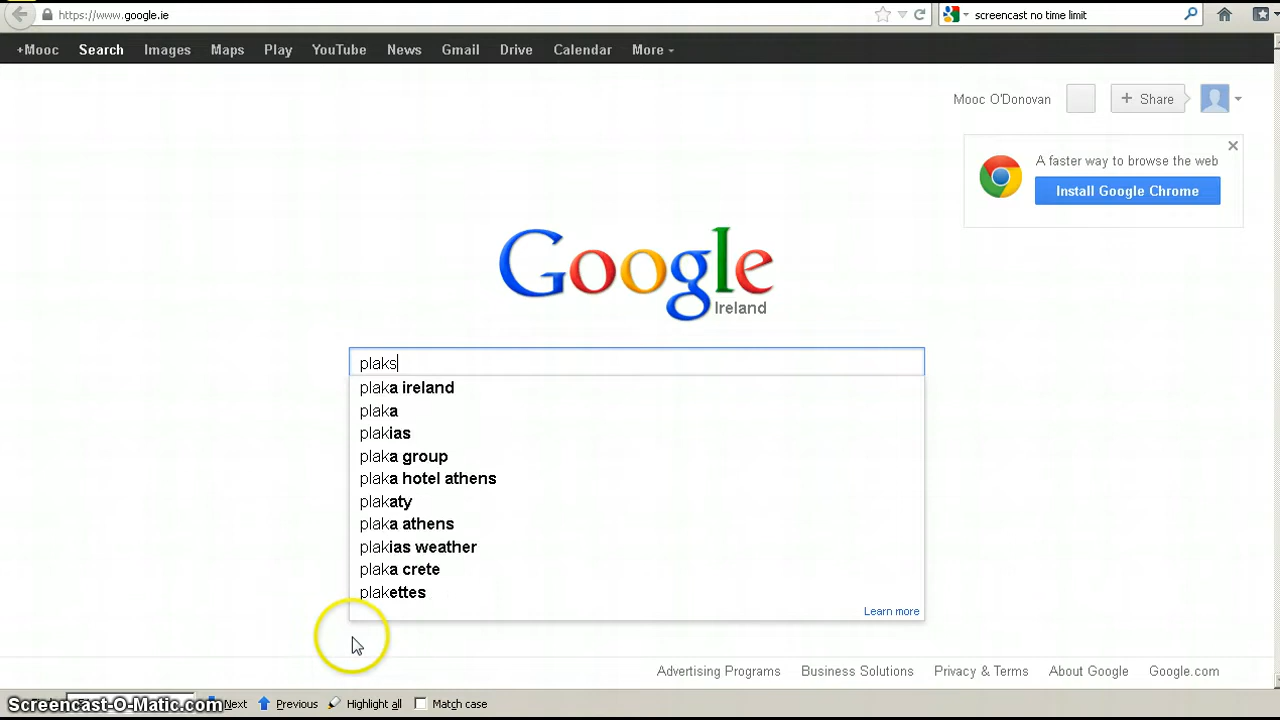 https://www.google.ie
screencast no time limit
+Mooc Search Images Maps Play YouTube News Gmail Drive Calendar More
Mooc O'Donovan
+ Share
A faster way to browse the web
Install Google Chrome
Google
Ireland
plaks
plaka ireland
plaka
plakias
plaka group
plaka hotel athens
plakaty
plaka athens
plakias weather
plaka crete
plakettes
Learn more
Advertising Programs Business Solutions Privacy & Terms About Google Google.com
Screencast-O-Matic.com Next Previous Highlight all Match case